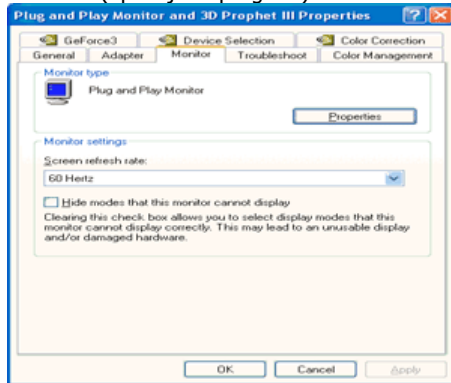 Plug and Play Monitor and 3D Prophet III Properties
GeForce3 Device Selection Color Correction
General Adapter Monitor Troubleshoot Color Management
Monitor type
Plug and Play Monitor
Properties
Monitor settings
Screen refresh rate:
60 Hertz
Hide modes that this monitor cannot display
Clearing this check box allows you to select display modes that this
monitor cannot display correctly. This may lead to an unusable display
and/or damaged hardware.
OK Cancel Apply